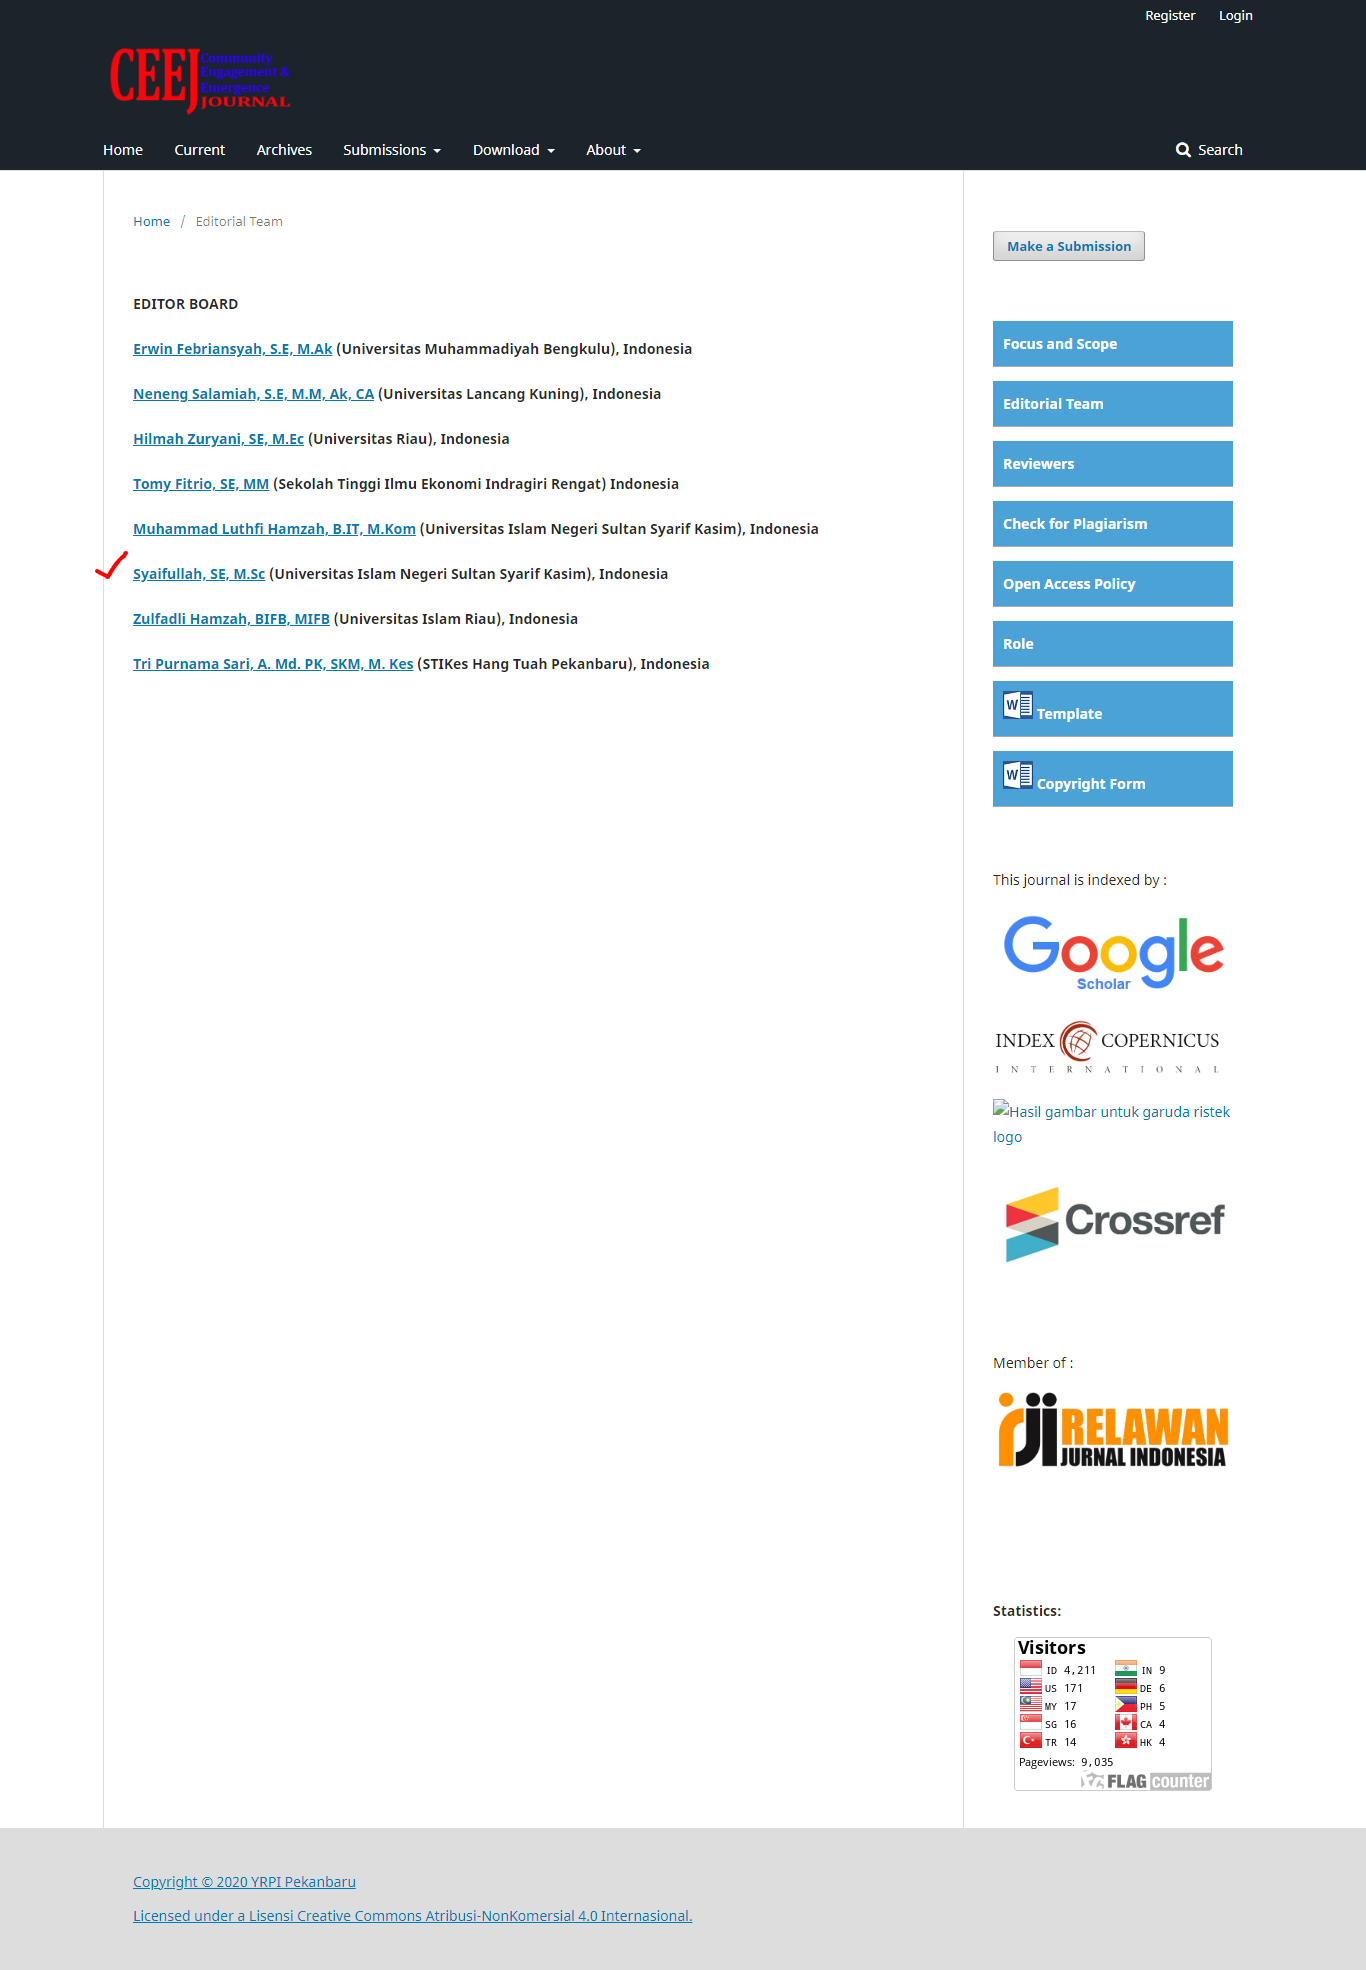 Register Login
CEEJ Community
Engagement &
Emergence
JOURNAL
Home Current Archives Submissions Download About Search
Home / Editorial Team
EDITOR BOARD
Erwin Febriansyah, S.E, M.Ak (Universitas Muhammadiyah Bengkulu), Indonesia
Neneng Salamiah, S.E, M.M, Ak, CA (Universitas Lancang Kuning), Indonesia
Hilmah Zuryani, SE, M.Ec (Universitas Riau), Indonesia
Tomy Fitrio, SE, MM (Sekolah Tinggi Ilmu Ekonomi Indragiri Rengat) Indonesia
Muhammad Luthfi Hamzah, B.IT, M.Kom (Universitas Islam Negeri Sultan Syarif Kasim), Indonesia
Syaifullah, SE, M.Sc (Universitas Islam Negeri Sultan Syarif Kasim), Indonesia
Zulfadli Hamzah, BIFB, MIFB (Universitas Islam Riau), Indonesia
Tri Purnama Sari, A. Md. PK, SKM, M. Kes (STIKes Hang Tuah Pekanbaru), Indonesia
Make a Submission
Focus and Scope
Editorial Team
Reviewers
Check for Plagiarism
Open Access Policy
Role
W Template
W Copyright Form
This journal is indexed by :
Google
Scholar
INDEX COPERNICUS
INTERNATIONAL
Hasil gambar untuk garuda ristek
logo
Crossref
Member of :
rji RELAWAN
JURNAL INDONESIA
Statistics:
Visitors
ID 4,211 IN 9
US 171 DE 6
MY 17 PH 5
SG 16 CA 4
TR 14 HK 4
Pageviews: 9,035
FLAG counter
Copyright © 2020 YRPI Pekanbaru
Licensed under a Lisensi Creative Commons Atribusi-NonKomersial 4.0 Internasional.